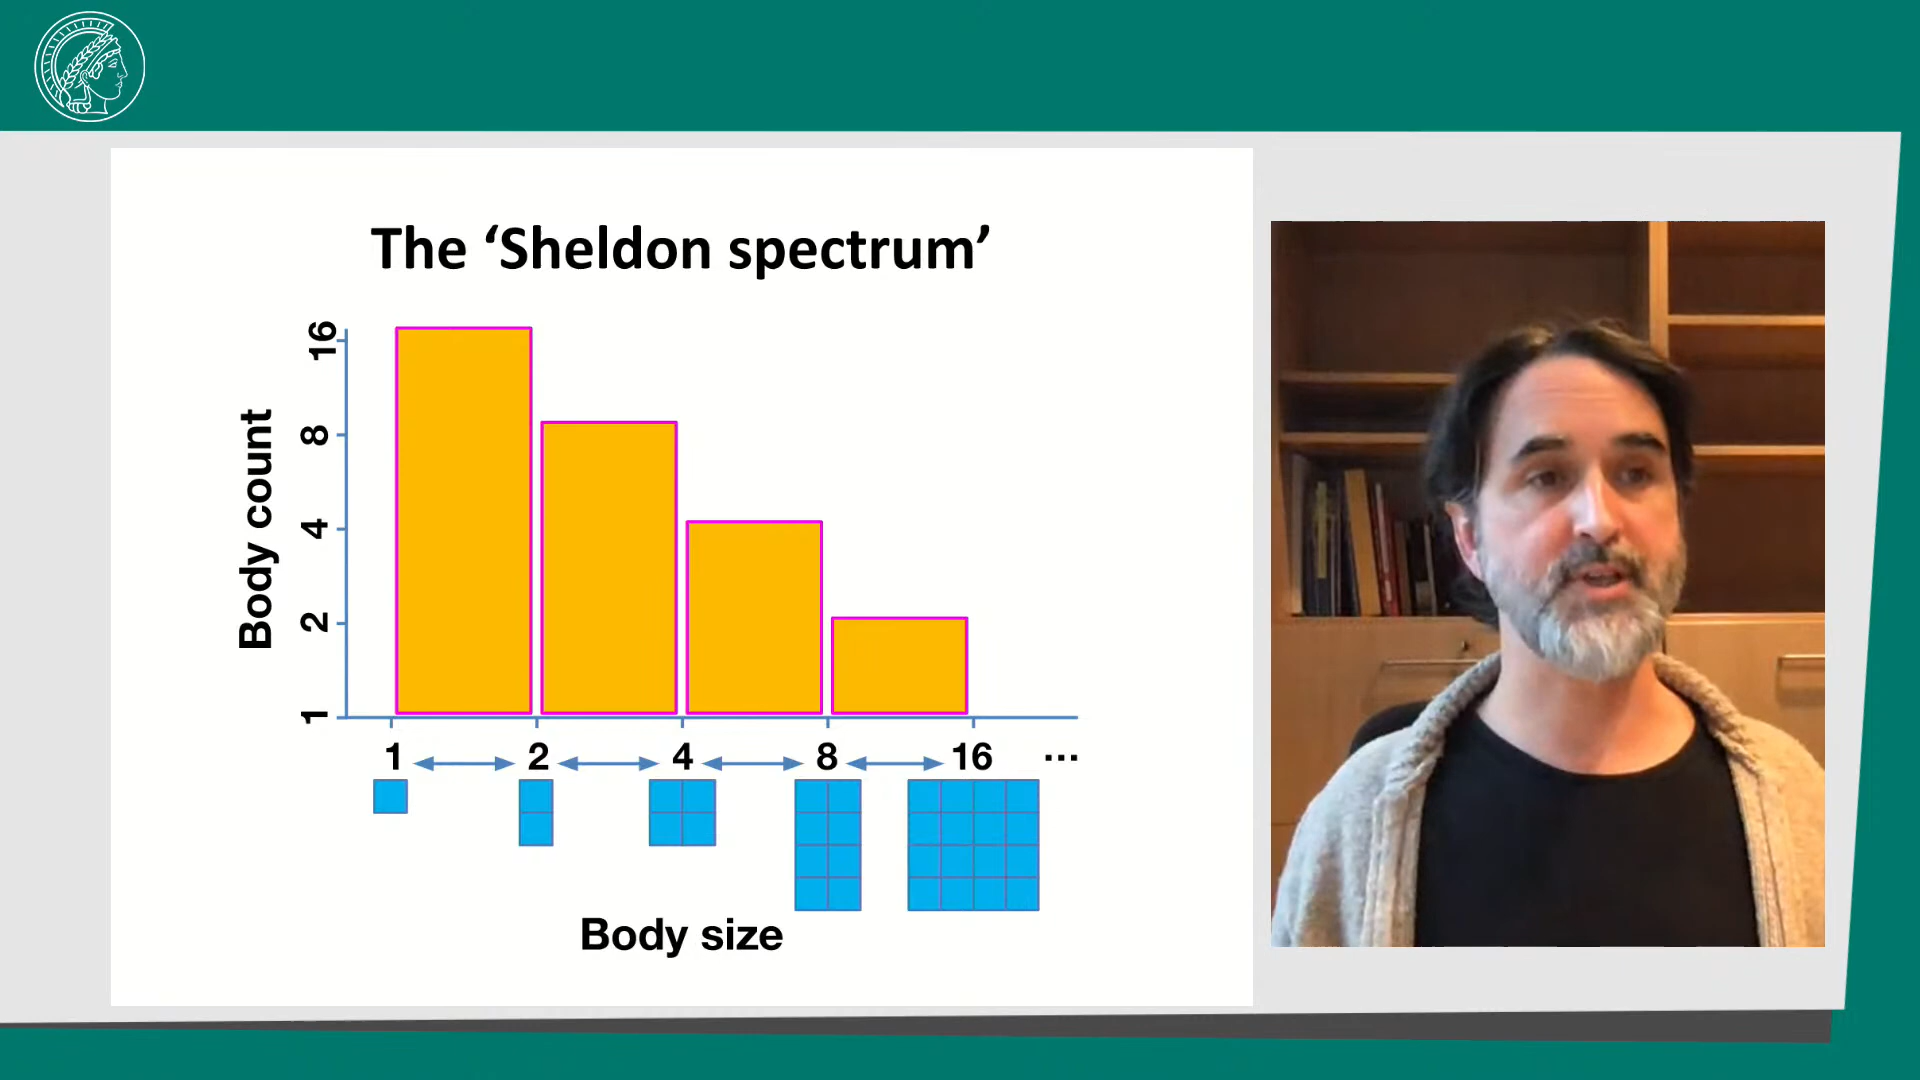 The ‘Sheldon spectrum’
Body count
16
8
4
2
1
1 2 4 8 16 ...
Body size